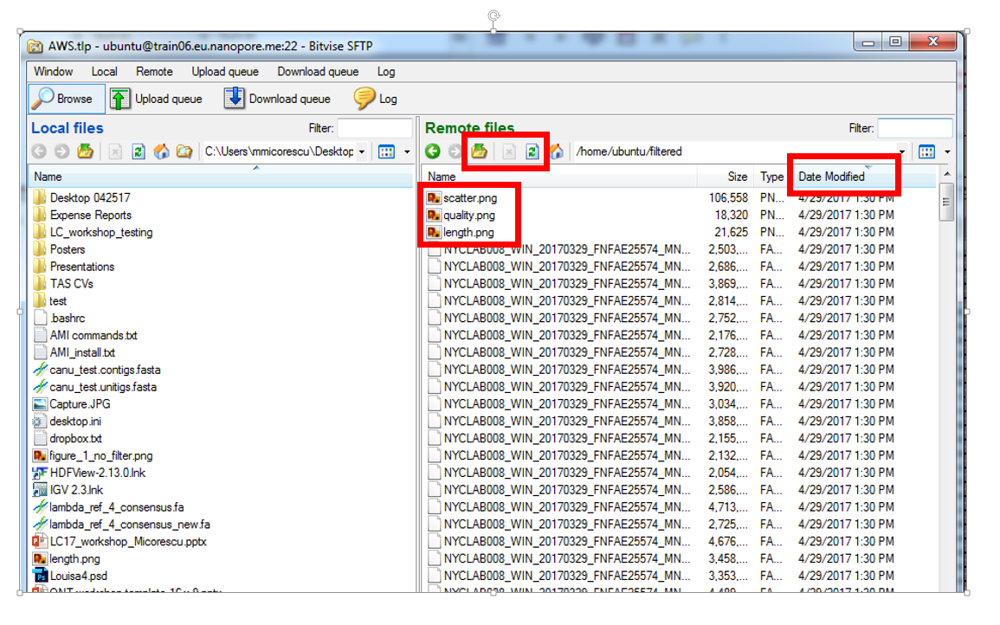 AWS.tlp - ubuntu@train06.eu.nanopore.me:22 - Bitvise SFTP
Window Local Remote Upload queue Download queue Log
Browse Upload queue Download queue Log
Local files Filter:
C:\Users\mmicorescu\Desktop
Name
Desktop 042517
Expense Reports
LC_workshop_testing
Posters
Presentations
TAS CVs
test
.bashrc
AMI commands.txt
AMI_install.txt
canu_test.contigs.fasta
canu_test.unitigs.fasta
Capture.JPG
desktop.ini
dropbox.txt
figure_1_no_filter.png
HDFView-2.13.0.lnk
IGV 2.3.lnk
lambda_ref_4_consensus.fa
lambda_ref_4_consensus_new.fa
LC17_workshop_Micorescu.pptx
length.png
Louisa4.psd
ONT workshop template 16 x 9.pptx
Remote files Filter:
/home/ubuntu/filtered
Name Size Type Date Modified
scatter.png 106,558 PN... 4/29/2017 1:30 PM
quality.png 18,320 PN... 4/29/2017 1:30 PM
length.png 21,625 PN... 4/29/2017 1:30 PM
NYCLAB008_WIN_20170329_FNFAE25574_MN... 2,503,... FA... 4/29/2017 1:30 PM
NYCLAB008_WIN_20170329_FNFAE25574_MN... 2,686,... FA... 4/29/2017 1:30 PM
NYCLAB008_WIN_20170329_FNFAE25574_MN... 3,869,... FA... 4/29/2017 1:30 PM
NYCLAB008_WIN_20170329_FNFAE25574_MN... 2,814,... FA... 4/29/2017 1:30 PM
NYCLAB008_WIN_20170329_FNFAE25574_MN... 2,752,... FA... 4/29/2017 1:30 PM
NYCLAB008_WIN_20170329_FNFAE25574_MN... 2,176,... FA... 4/29/2017 1:30 PM
NYCLAB008_WIN_20170329_FNFAE25574_MN... 2,728,... FA... 4/29/2017 1:30 PM
NYCLAB008_WIN_20170329_FNFAE25574_MN... 3,986,... FA... 4/29/2017 1:30 PM
NYCLAB008_WIN_20170329_FNFAE25574_MN... 3,920,... FA... 4/29/2017 1:30 PM
NYCLAB008_WIN_20170329_FNFAE25574_MN... 3,034,... FA... 4/29/2017 1:30 PM
NYCLAB008_WIN_20170329_FNFAE25574_MN... 3,858,... FA... 4/29/2017 1:30 PM
NYCLAB008_WIN_20170329_FNFAE25574_MN... 2,155,... FA... 4/29/2017 1:30 PM
NYCLAB008_WIN_20170329_FNFAE25574_MN... 2,132,... FA... 4/29/2017 1:30 PM
NYCLAB008_WIN_20170329_FNFAE25574_MN... 2,054,... FA... 4/29/2017 1:30 PM
NYCLAB008_WIN_20170329_FNFAE25574_MN... 2,586,... FA... 4/29/2017 1:30 PM
NYCLAB008_WIN_20170329_FNFAE25574_MN... 4,713,... FA... 4/29/2017 1:30 PM
NYCLAB008_WIN_20170329_FNFAE25574_MN... 2,725,... FA... 4/29/2017 1:30 PM
NYCLAB008_WIN_20170329_FNFAE25574_MN... 4,676,... FA... 4/29/2017 1:30 PM
NYCLAB008_WIN_20170329_FNFAE25574_MN... 3,458,... FA... 4/29/2017 1:30 PM
NYCLAB008_WIN_20170329_FNFAE25574_MN... 3,353,... FA... 4/29/2017 1:30 PM
NYCLAB008_WIN_20170329_FNFAE25574_MN... 4,489,... FA... 4/29/2017 1:30 PM